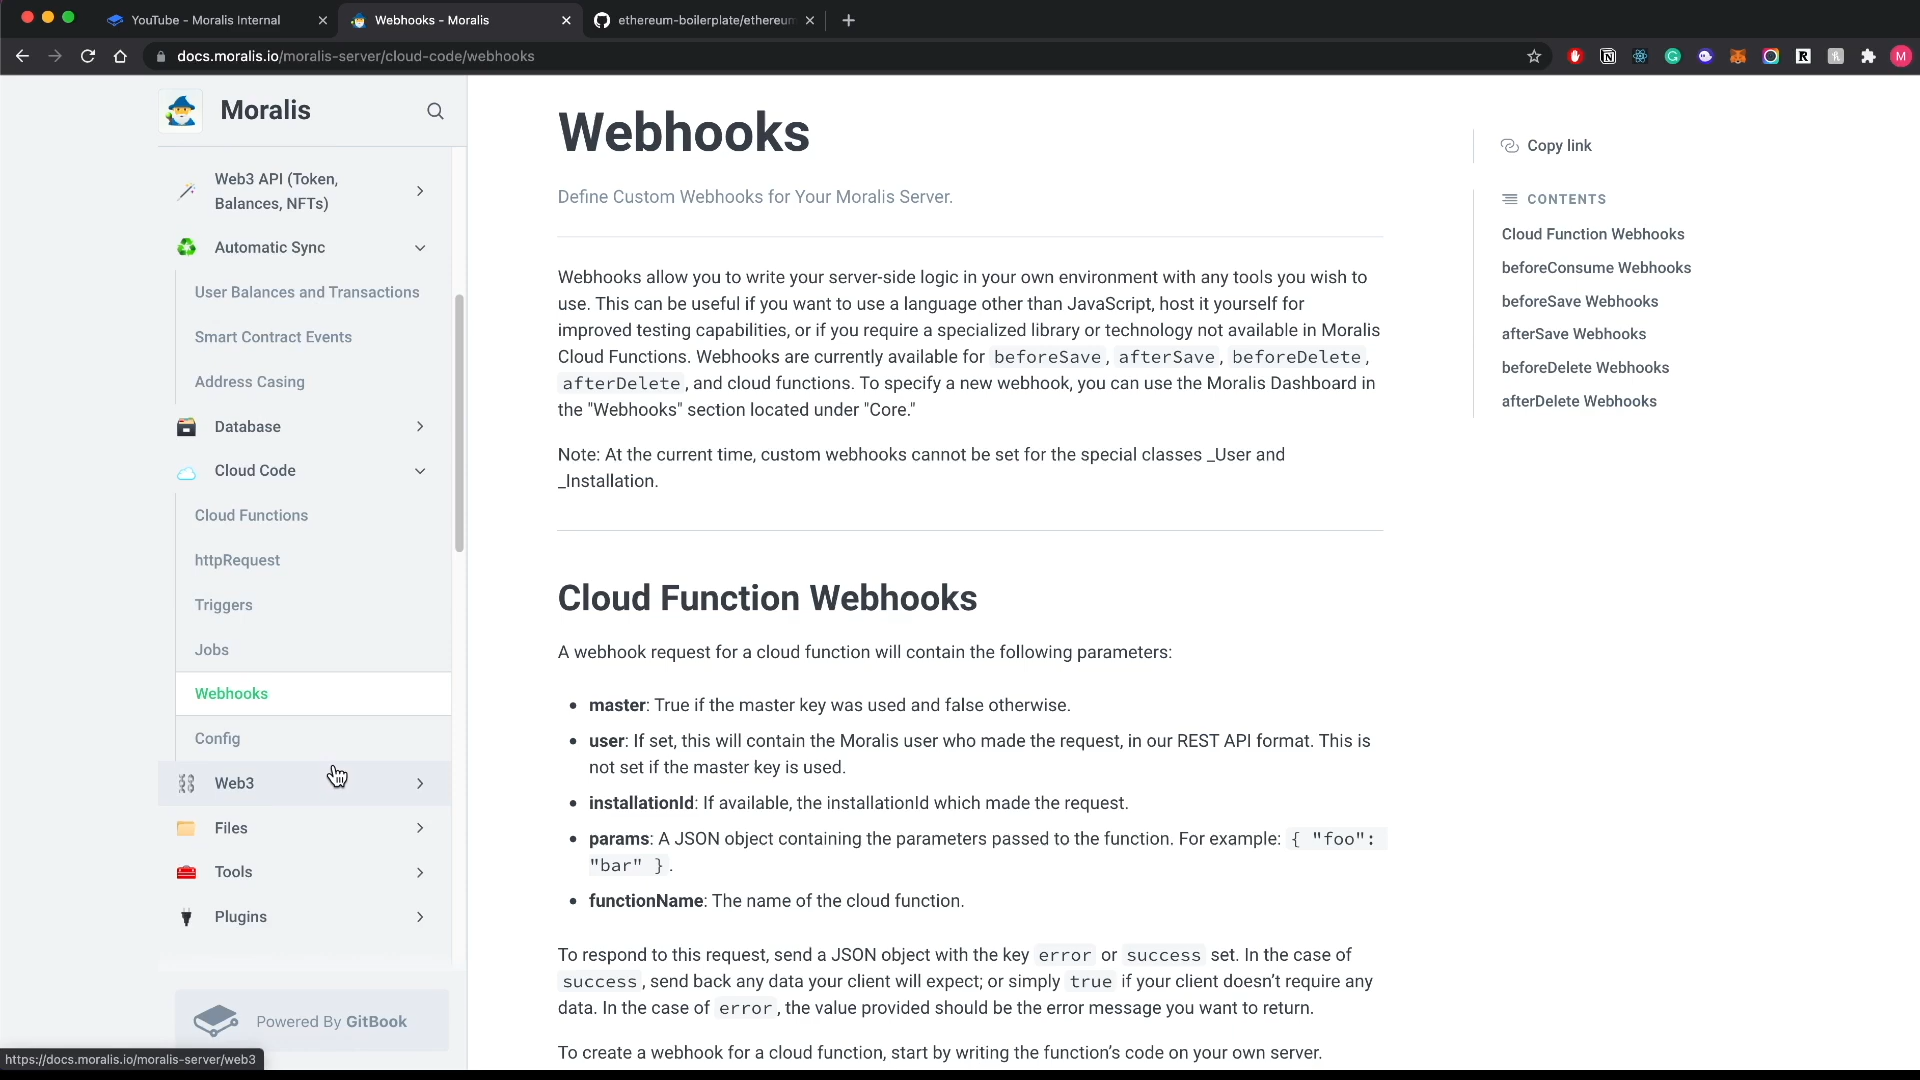 YouTube - Moralis Internal
Webhooks - Moralis
ethereum-boilerplate/ethereum
docs.moralis.io/moralis-server/cloud-code/webhooks
M
Moralis
Web3 API (Token,
Balances, NFTs)
Automatic Sync
User Balances and Transactions
Smart Contract Events
Address Casing
Database
Cloud Code
Cloud Functions
httpRequest
Triggers
Jobs
Webhooks
Config
Web3
Files
Tools
Plugins
Powered By GitBook
https://docs.moralis.io/moralis-server/web3
Webhooks
Define Custom Webhooks for Your Moralis Server.
Webhooks allow you to write your server-side logic in your own environment with any tools you wish to
use. This can be useful if you want to use a language other than JavaScript, host it yourself for
improved testing capabilities, or if you require a specialized library or technology not available in Moralis
Cloud Functions. Webhooks are currently available for beforeSave, afterSave, beforeDelete,
afterDelete, and cloud functions. To specify a new webhook, you can use the Moralis Dashboard in
the "Webhooks" section located under "Core."
Note: At the current time, custom webhooks cannot be set for the special classes _User and
_Installation.
Cloud Function Webhooks
A webhook request for a cloud function will contain the following parameters:
• master: True if the master key was used and false otherwise.
• user: If set, this will contain the Moralis user who made the request, in our REST API format. This is
not set if the master key is used.
• installationId: If available, the installationId which made the request.
• params: A JSON object containing the parameters passed to the function. For example: { "foo":
"bar" }.
• functionName: The name of the cloud function.
To respond to this request, send a JSON object with the key error or success set. In the case of
success, send back any data your client will expect; or simply true if your client doesn't require any
data. In the case of error, the value provided should be the error message you want to return.
To create a webhook for a cloud function, start by writing the function's code on your own server.
Copy link
CONTENTS
Cloud Function Webhooks
beforeConsume Webhooks
beforeSave Webhooks
afterSave Webhooks
beforeDelete Webhooks
afterDelete Webhooks